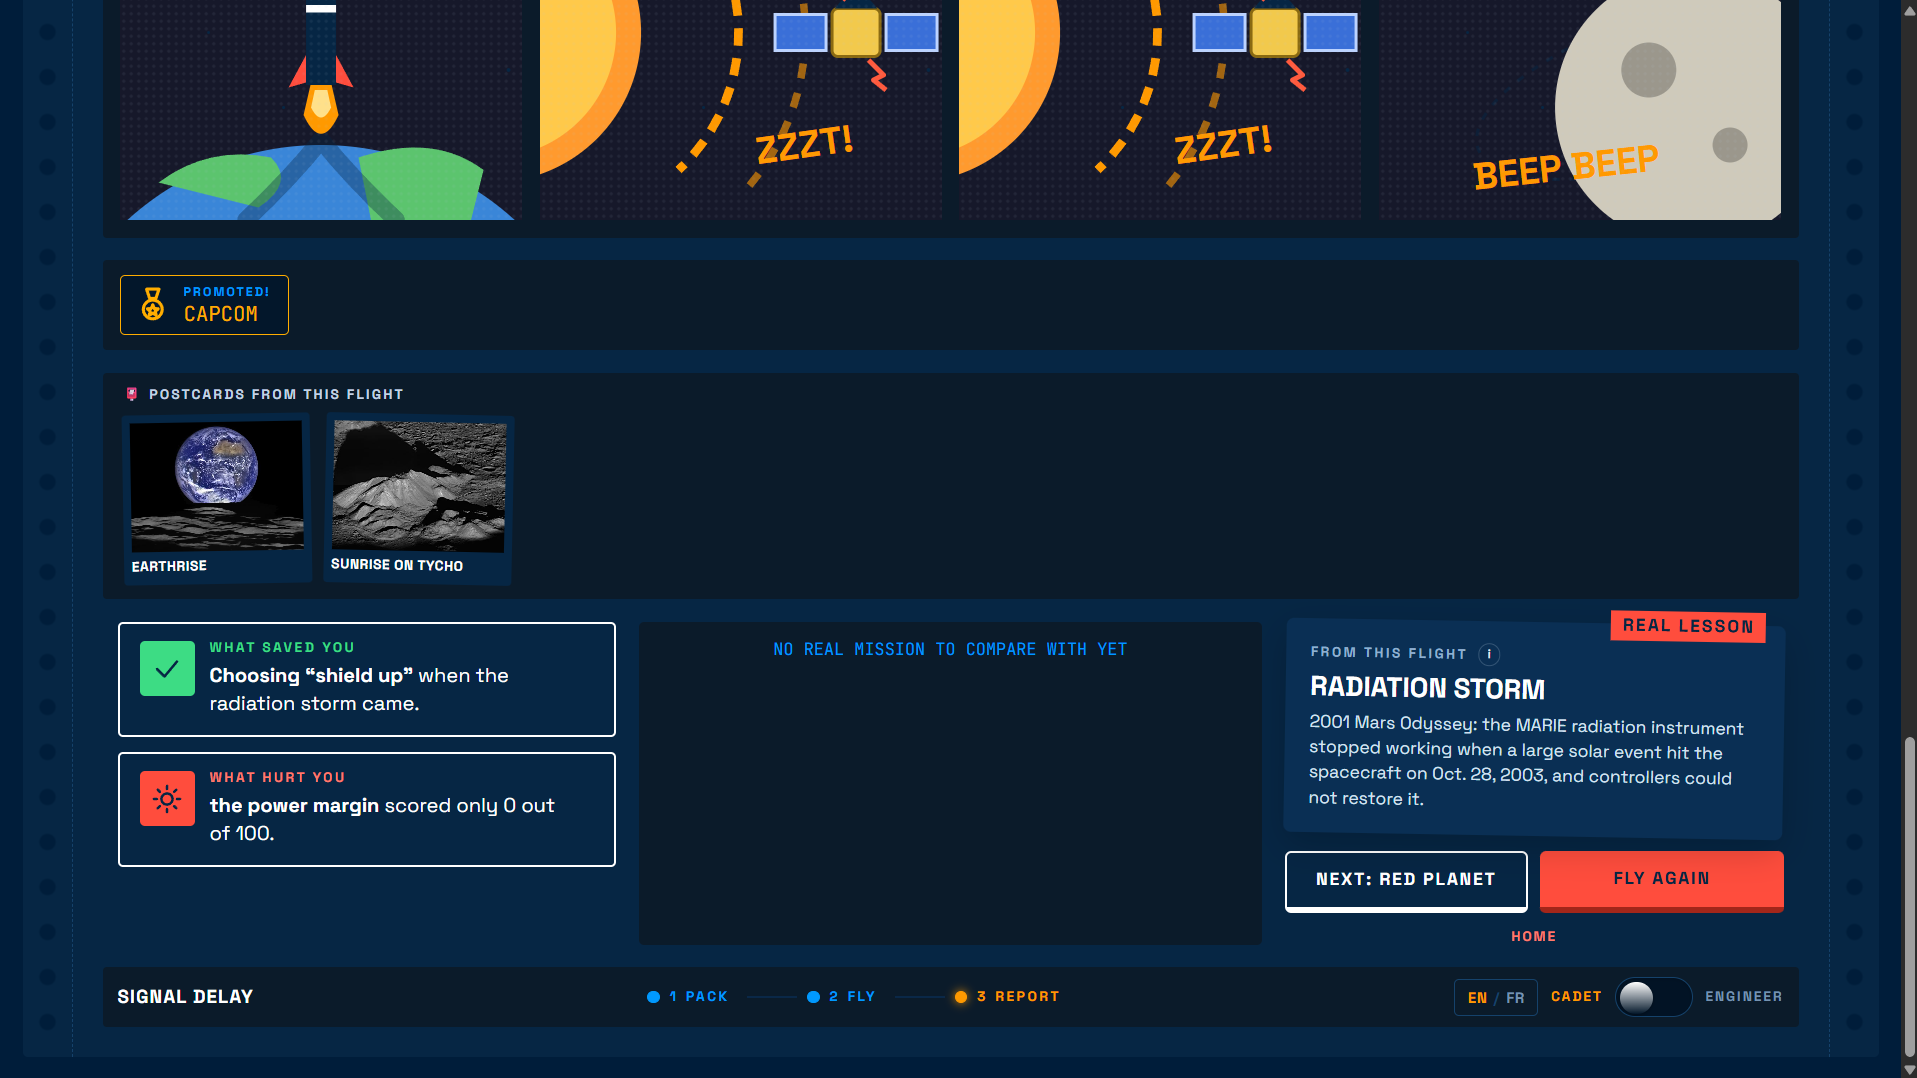 ZZZT!
ZZZT!
BEEP BEEP
PROMOTED!
CAPCOM
POSTCARDS FROM THIS FLIGHT
EARTHRISE
SUNRISE ON TYCHO
WHAT SAVED YOU
Choosing “shield up” when the
radiation storm came.
WHAT HURT YOU
the power margin scored only 0 out
of 100.
NO REAL MISSION TO COMPARE WITH YET
REAL LESSON
FROM THIS FLIGHT i
RADIATION STORM
2001 Mars Odyssey: the MARIE radiation instrument
stopped working when a large solar event hit the
spacecraft on Oct. 28, 2003, and controllers could
not restore it.
NEXT: RED PLANET
FLY AGAIN
HOME
SIGNAL DELAY
1 PACK
2 FLY
3 REPORT
EN / FR
CADET
ENGINEER